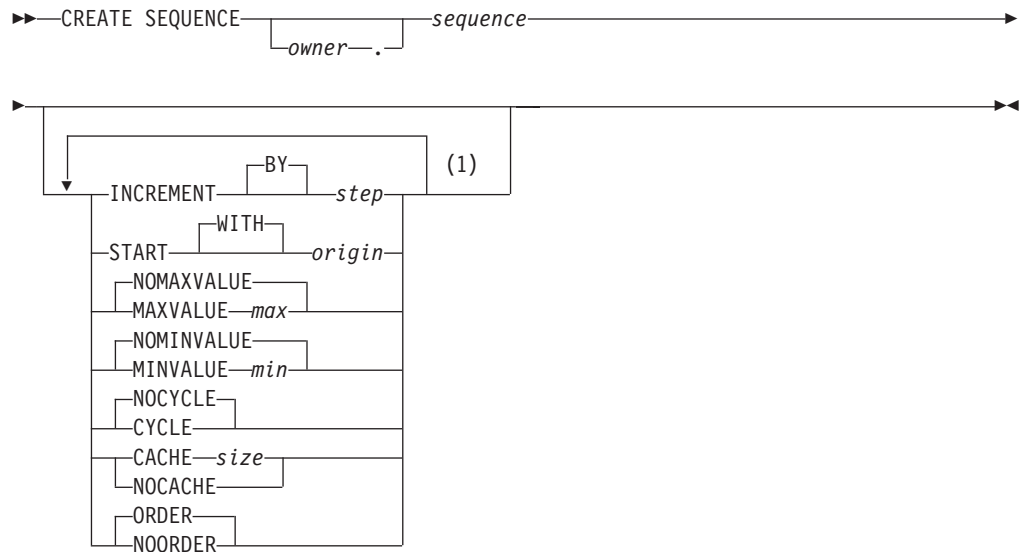 CREATE SEQUENCE owner . sequence
(1)
BY
INCREMENT step
WITH
START origin
NOMAXVALUE
MAXVALUE max
NOMINVALUE
MINVALUE min
NOCYCLE
CYCLE
CACHE size
NOCACHE
ORDER
NOORDER